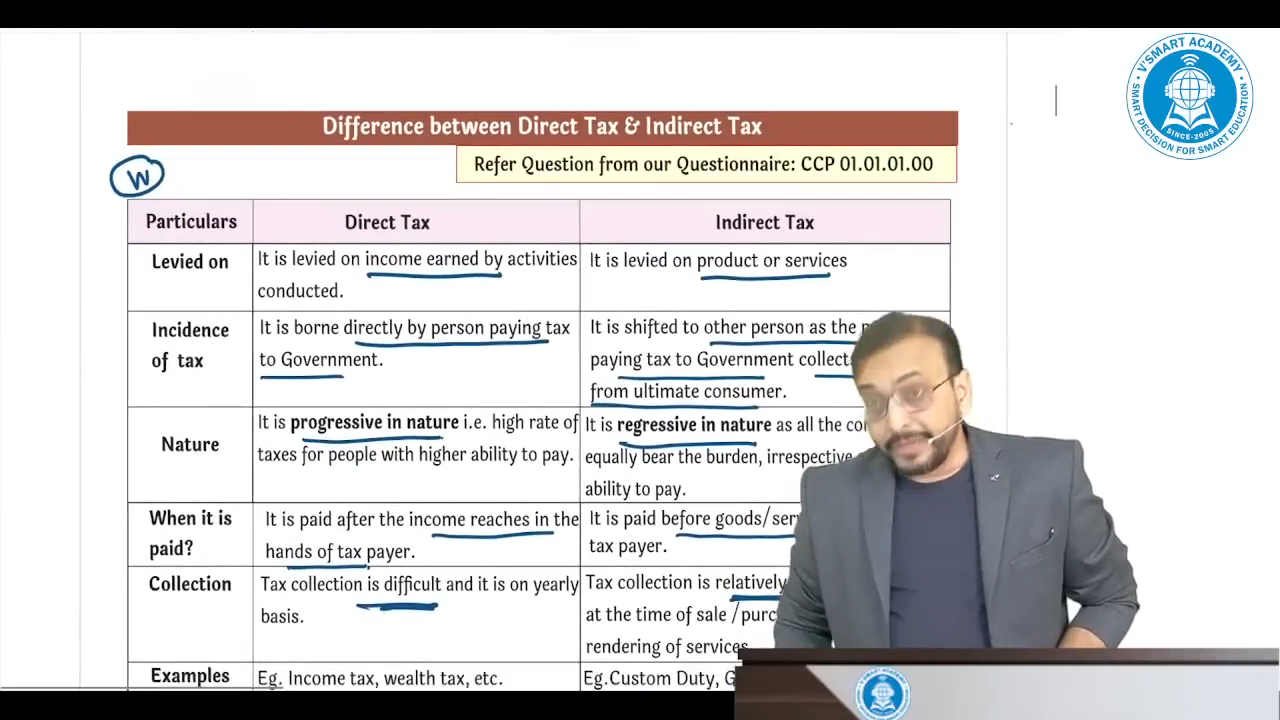 V'SMART ACADEMY
SINCE-2005
SMART DECISION FOR SMART EDUCATION
Difference between Direct Tax & Indirect Tax
Refer Question from our Questionnaire: CCP 01.01.01.00
W
Particulars Direct Tax Indirect Tax
Levied on It is levied on income earned by activities It is levied on product or services
conducted.
Incidence It is borne directly by person paying tax It is shifted to other person as the
of tax to Government. paying tax to Government collect
from ultimate consumer.
Nature It is progressive in nature i.e. high rate of It is regressive in nature as all the
taxes for people with higher ability to pay. equally bear the burden, irrespective
ability to pay.
When it is It is paid after the income reaches in the It is paid before goods/ser
paid? hands of tax payer. tax payer.
Collection Tax collection is difficult and it is on yearly Tax collection is relatively
basis. at the time of sale /purc
rendering of services
Examples Eg. Income tax, wealth tax, etc. Eg.Custom Duty, G